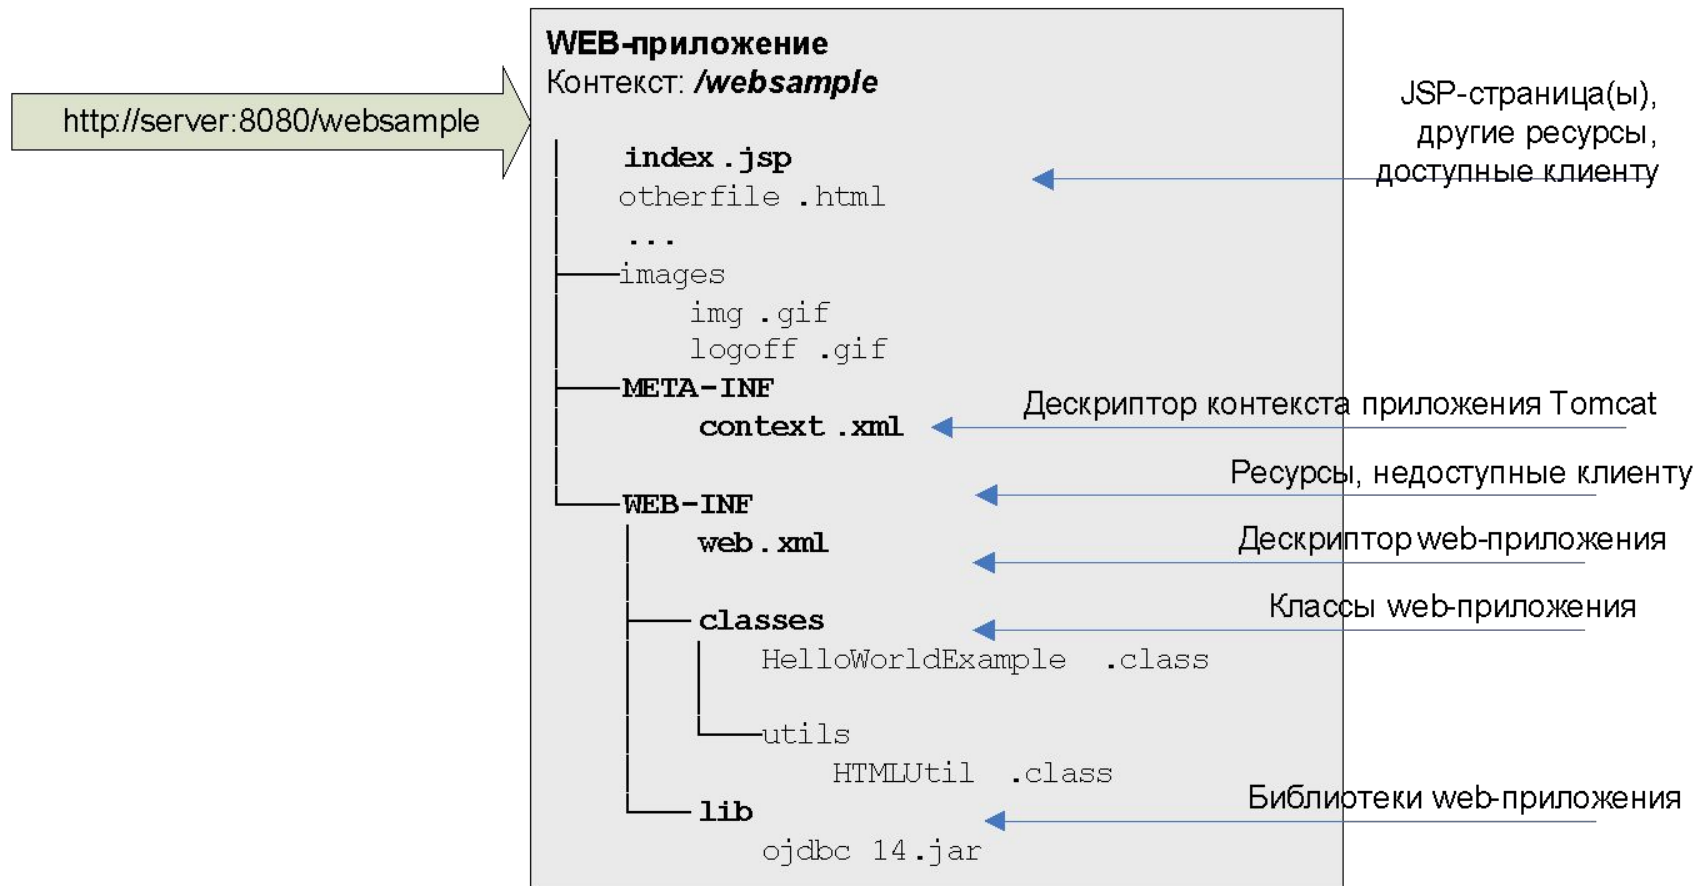 WEB-приложение
Контекст: /websample
http://server:8080/websample
JSP-страница(ы),
другие ресурсы,
доступные клиенту
index.jsp
otherfile .html
...
images
img .gif
logoff .gif
META-INF
Дескриптор контекста приложения Tomcat
context .xml
Ресурсы, недоступные клиенту
WEB-INF
web.xml
Дескриптор web-приложения
Классы web-приложения
classes
HelloWorldExample .class
utils
HTMLUtil .class
Библиотеки web-приложения
lib
ojdbc 14.jar